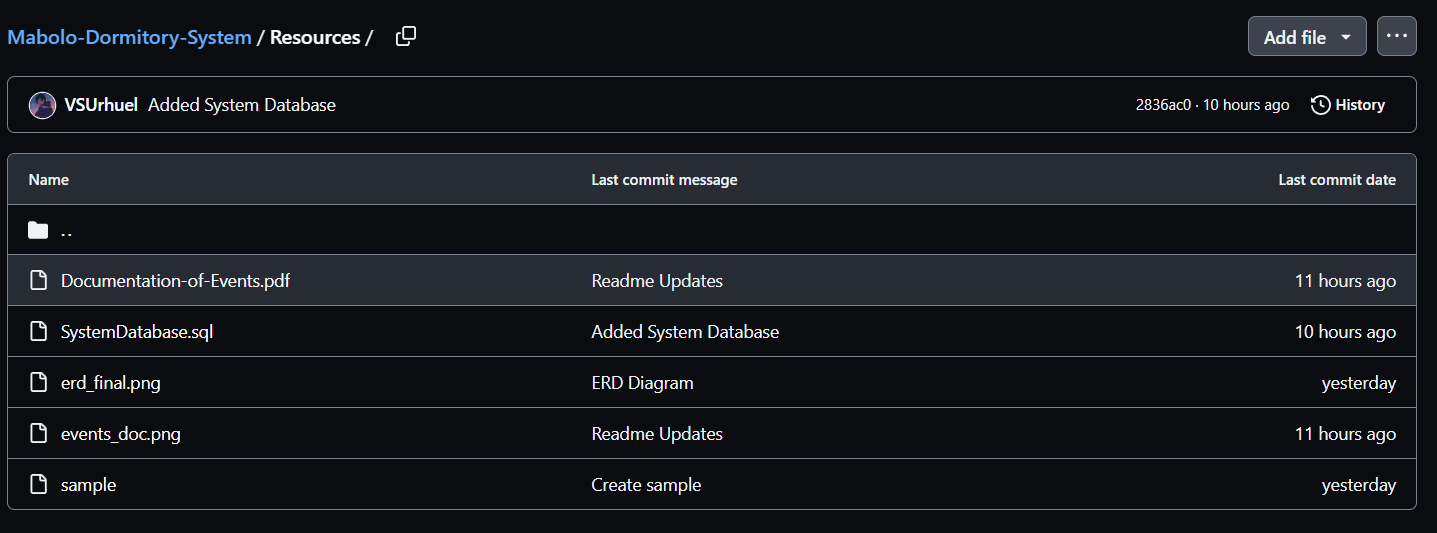 Mabolo-Dormitory-System / Resources / Add file ...
VSUrhuel Added System Database 2836ac0 · 10 hours ago History
Name Last commit message Last commit date
..
Documentation-of-Events.pdf Readme Updates 11 hours ago
SystemDatabase.sql Added System Database 10 hours ago
erd_final.png ERD Diagram yesterday
events_doc.png Readme Updates 11 hours ago
sample Create sample yesterday